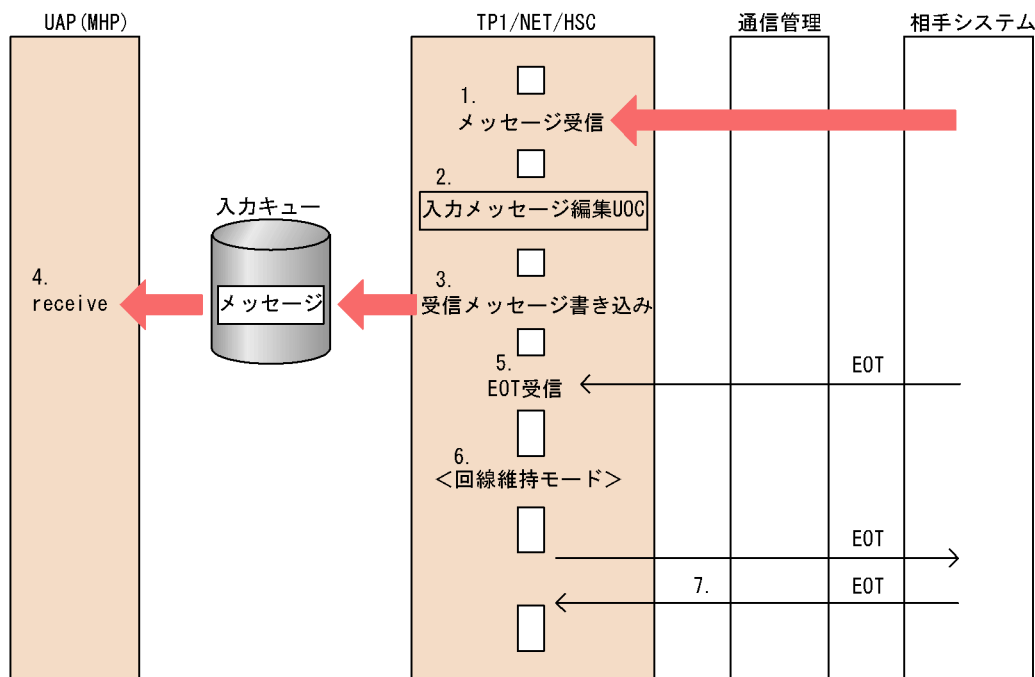 UAP(MHP)
TP1/NET/HSC
通信管理
相手システム
1.
メッセージ受信
2.
入力メッセージ編集UOC
入力キュー
3.
4.
receive
メッセージ
受信メッセージ書き込み
5.
EOT受信
EOT
6.
<回線維持モード>
EOT
7.
EOT